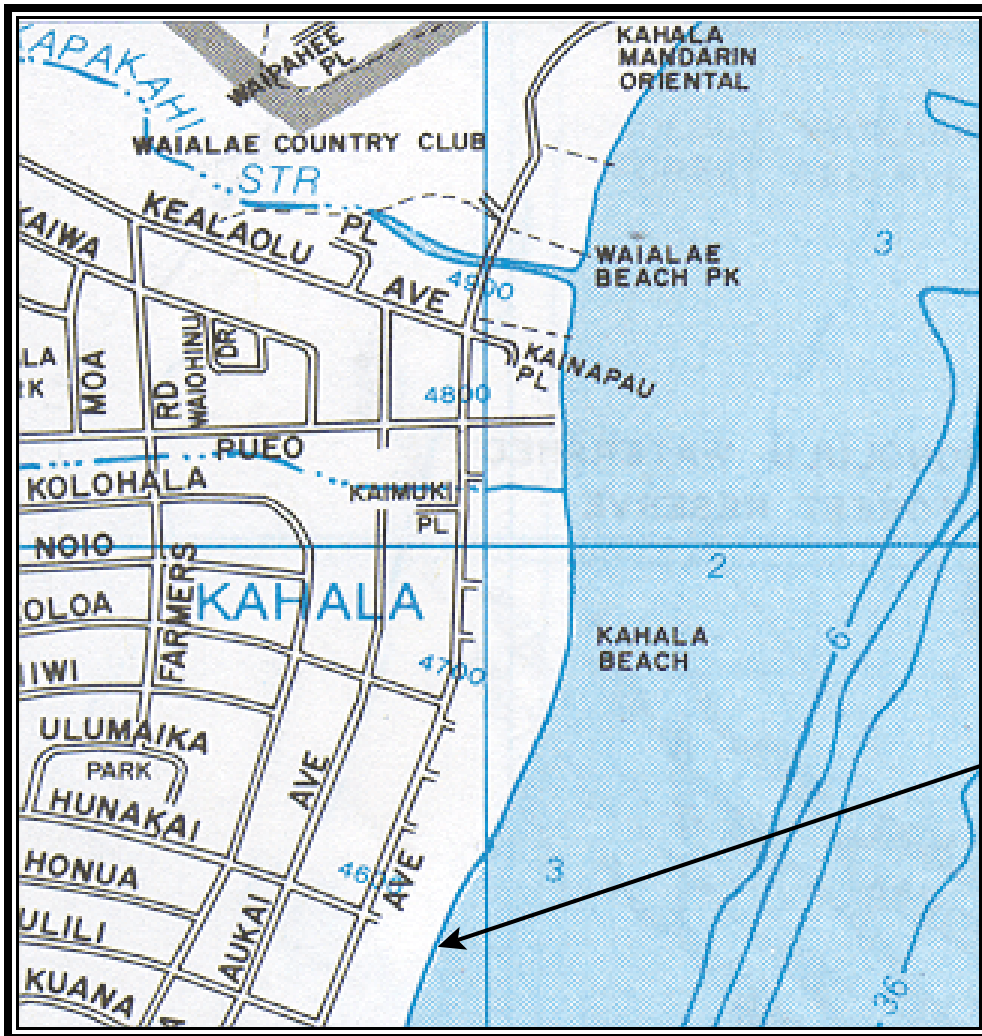 KAPAKAHI
STR
WAIPAHEE
PL
KAHALA
MANDARIN
ORIENTAL
WAIALAE COUNTRY CLUB
KEALAOLU
AVE
PL
KAIWA
4900
WAIALAE
BEACH PK
3
MOA
RD
WAIOHINU
DR
LA
K
4800
KAINAPAU
PL
PUEO
KOLOHALA
KAIMUKI
PL
NOIO
FARMERS
KAHALA
2
OLOA
IIWI
4700
KAHALA
BEACH
6
ULUMAIKA
PARK
HUNAKAI
AVE
HONUA
4600
AVE
3
ULILI
AUKAI
KUANA
A
36